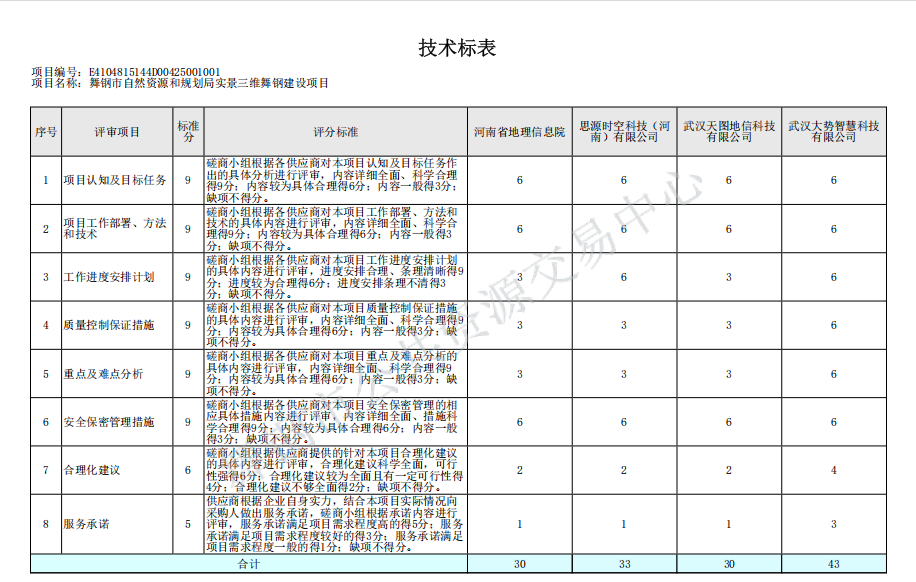 技术标表
项目编号：E4104815144D00425001001
项目名称：舞钢市自然资源和规划局实景三维舞钢建设项目
序号 评审项目 标准分 评分标准 河南省地理信息院 思源时空科技（河南）有限公司 武汉天图地信科技有限公司 武汉大势智慧科技有限公司
1 项目认知及目标任务 9
磋商小组根据各供应商对本项目认知及目标任务作
出的具体分析进行评审，内容详细全面、科学合理
得9分；内容较为具体合理得6分；内容一般得3分；
缺项不得分。
6 6 6 6
2 项目工作部署、方法
和技术 9
磋商小组根据各供应商对本项目工作部署、方法和
技术的具体内容进行评审，内容详细全面、科学合
理得9分；内容较为具体合理得6分；内容一般得3
分；缺项不得分。
6 6 6 6
3 工作进度安排计划 9
磋商小组根据各供应商对本项目工作进度安排计划
的具体内容进行评审，进度安排合理、条理清晰得9
分；进度较为合理得6分；进度安排条理不清得3
分；缺项不得分。
3 6 3 6
4 质量控制保证措施 9
磋商小组根据各供应商对本项目质量控制保证措施
的具体内容进行评审，内容详细全面、科学合理得9
分；内容较为具体合理得6分；内容一般得3分；缺
项不得分。
3 3 3 6
5 重点及难点分析 9
磋商小组根据各供应商对本项目重点及难点分析的
具体内容进行评审，内容详细全面、科学合理得9
分；内容较为具体合理得6分；内容一般得3分；缺
项不得分。
3 3 3 6
6 安全保密管理措施 9
磋商小组根据各供应商对本项目安全保密管理的相
应具体措施内容进行评审，内容详细全面、措施科
学合理得9分；内容较为具体合理得6分；内容一般
得3分；缺项不得分。
6 6 6 6
7 合理化建议 6
磋商小组根据供应商提供的针对本项目合理化建议
的具体内容进行评审，合理化建议科学全面，可行
性强得6分；合理化建议较为全面且有一定可行性得
4分；合理化建议不够全面得2分；缺项不得分。
2 2 2 4
8 服务承诺 5
供应商根据企业自身实力，结合本项目实际情况向
采购人做出服务承诺，磋商小组根据承诺内容进行
评审，服务承诺满足项目需求程度高的得5分；服务
承诺满足项目需求程度较好的得3分；服务承诺满足
项目需求程度一般的得1分；缺项不得分。
1 1 1 3
合计 30 33 30 43
公共资源交易中心